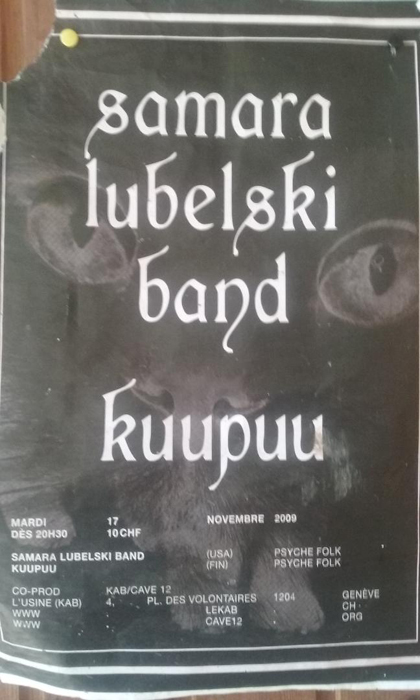 samara
lubelski
band
kuupuu
MARDI 17 NOVEMBRE 2009
DÈS 20H30 10 CHF
SAMARA LUBELSKI BAND (USA) PSYCHE FOLK
KUUPUU (FIN) PSYCHE FOLK
CO-PROD KAB/CAVE 12
L'USINE (KAB) 4, PL. DES VOLONTAIRES 1204 GENÈVE
WWW LEKAB CH
WWW CAVE12 ORG